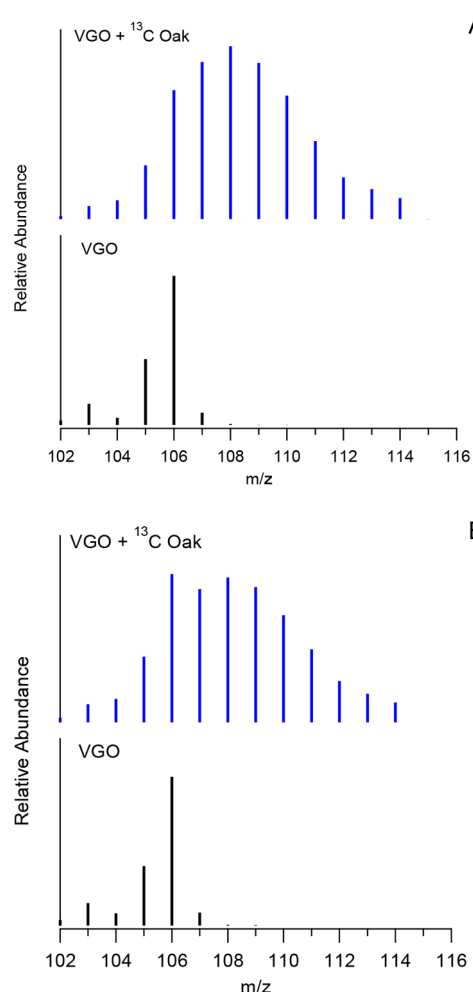 A
VGO + ¹³C Oak
VGO
Relative Abundance
102 104 106 108 110 112 114 116
m/z
B
VGO + ¹³C Oak
VGO
Relative Abundance
102 104 106 108 110 112 114 116
m/z